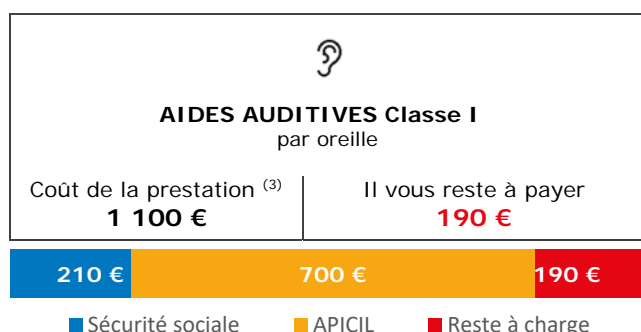 AIDES AUDITIVES Classe I
par oreille
Coût de la prestation (3)
1 100 €
Il vous reste à payer
190 €
210 € 700 € 190 €
Sécurité sociale APICIL Reste à charge